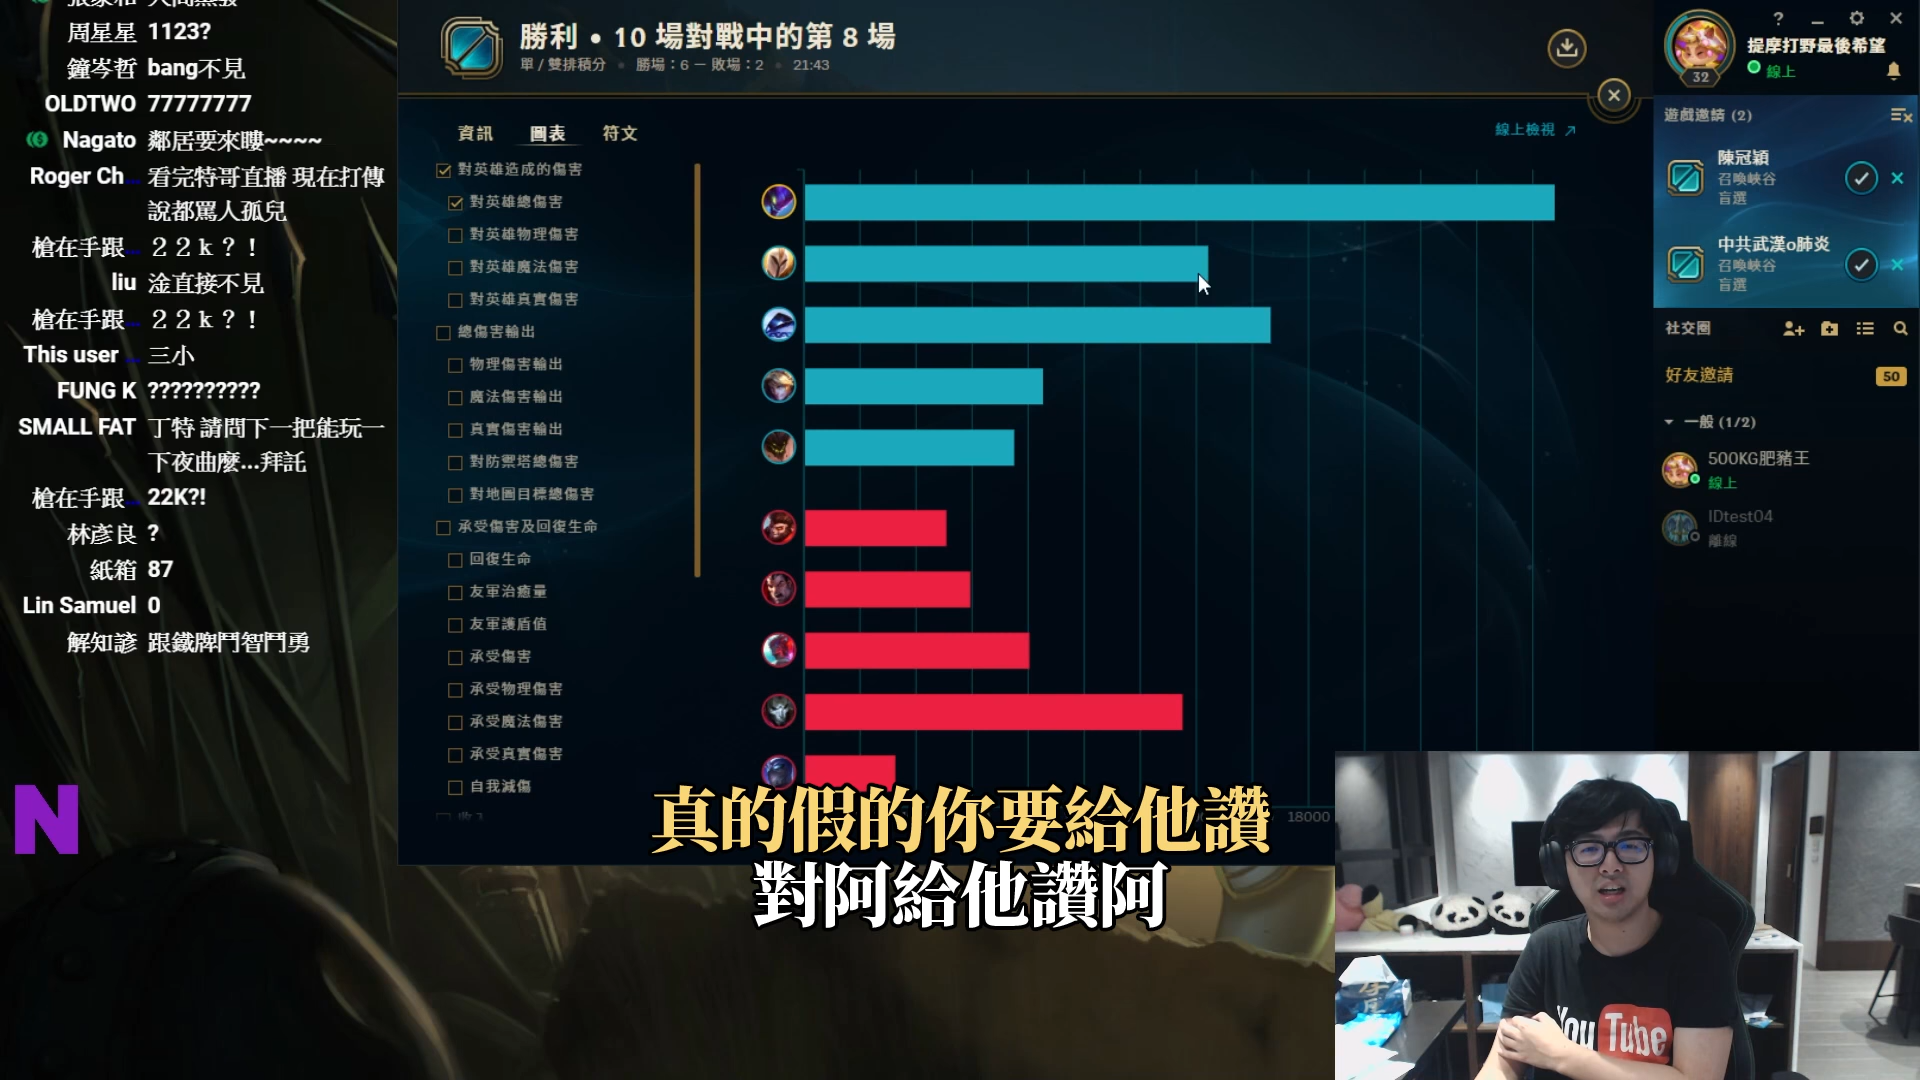 周星星 1123?
鐘岑哲 bang不見
OLDTWO 77777777
Nagato 鄰居要來嘍~~~~
Roger Ch... 看完特哥直播 現在打傳
說都罵人孤兒
槍在手跟... ２２ｋ？！
liu 淦直接不見
槍在手跟... ２２ｋ？！
This user ... 三小
FUNG K ??????????
SMALL FAT 丁特 請問下一把能玩一
下夜曲麼...拜託
槍在手跟... 22K?!
林彥良 ?
紙箱 87
Lin Samuel 0
解知諺 跟鐵牌鬥智鬥勇
N
勝利 • 10 場對戰中的第 8 場
單 / 雙排積分 • 勝場：6 － 敗場：2 • 21:43
資訊 圖表 符文
線上檢視
對英雄造成的傷害
對英雄總傷害
對英雄物理傷害
對英雄魔法傷害
對英雄真實傷害
總傷害輸出
物理傷害輸出
魔法傷害輸出
真實傷害輸出
對防禦塔總傷害
對地圖目標總傷害
承受傷害及回復生命
回復生命
友軍治癒量
友軍護盾值
承受傷害
承受物理傷害
承受魔法傷害
承受真實傷害
自我減傷
收入
18000
真的假的你要給他讚
對阿給他讚阿
32
提摩打野最後希望
線上
遊戲邀請 (2)
陳冠穎
召喚峽谷
盲選
中共武漢o肺炎
召喚峽谷
盲選
社交圈
好友邀請 50
一般 (1/2)
500KG肥豬王
線上
IDtest04
離線
You Tube